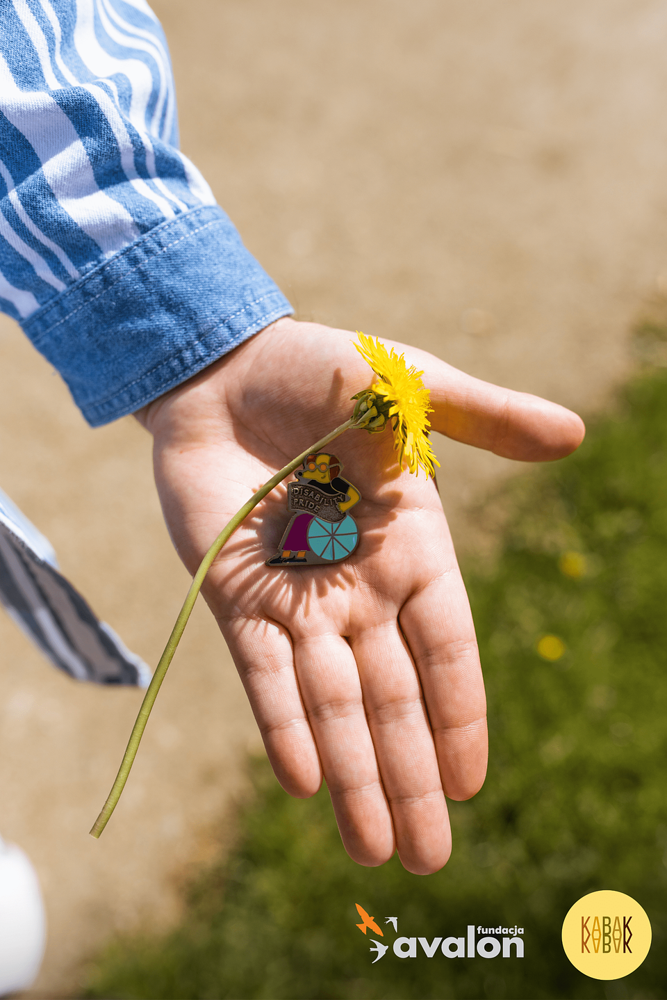 DISABILITY
PRIDE
fundacja
avalon
KABAK
KABAK